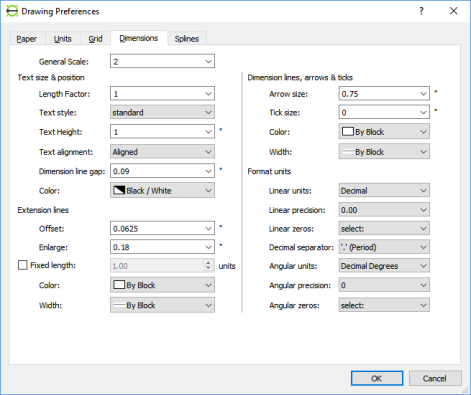 Drawing Preferences ? ×
Paper Units Grid Dimensions Splines
General Scale: 2
Text size & position
Length Factor: 1
Text style: standard
Text Height: 1 "
Text alignment: Aligned
Dimension line gap: 0.09 "
Color: Black / White
Extension lines
Offset: 0.0625 "
Enlarge: 0.18 "
Fixed length: 1.00 units
Color: By Block
Width: By Block
Dimension lines, arrows & ticks
Arrow size: 0.75 "
Tick size: 0 "
Color: By Block
Width: By Block
Format units
Linear units: Decimal
Linear precision: 0.00
Linear zeros: select:
Decimal separator: '.' (Period)
Angular units: Decimal Degrees
Angular precision: 0
Angular zeros: select:
OK Cancel